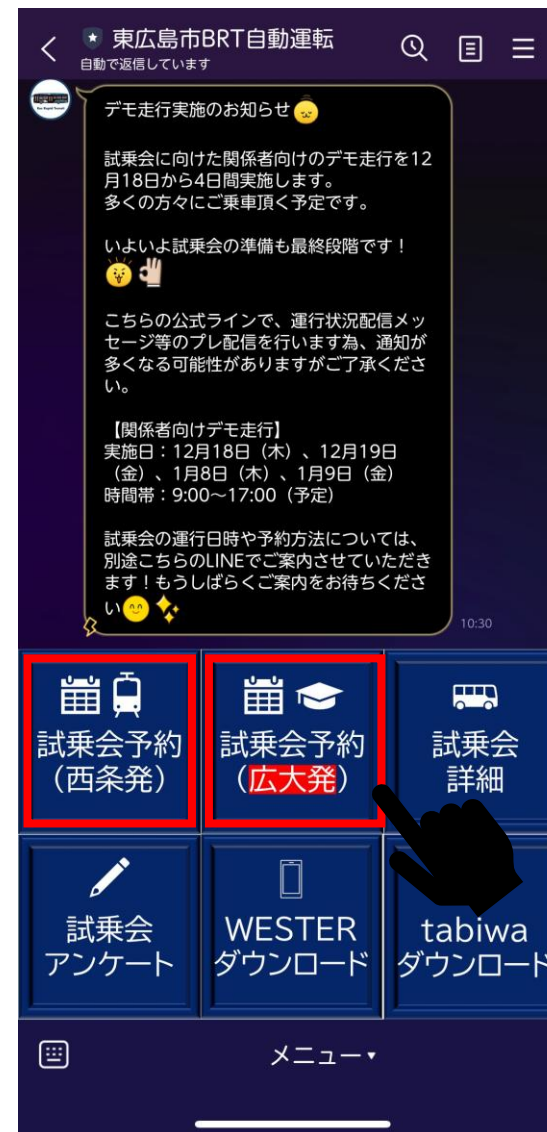 東広島市BRT自動運転
自動で返信しています
デモ走行実施のお知らせ
試乗会に向けた関係者向けのデモ走行を12
月18日から4日間実施します。
多くの方々にご乗車頂く予定です。
いよいよ試乗会の準備も最終段階です！
こちらの公式ラインで、運行状況配信メッ
セージ等のプレ配信を行います為、通知が
多くなる可能性がありますがご了承くださ
い。
【関係者向けデモ走行】
実施日：12月18日（木）、12月19日
（金）、1月8日（木）、1月9日（金）
時間帯：9:00～17:00（予定）
試乗会の運行日時や予約方法については、
別途こちらのLINEでご案内させていただき
ます！もうしばらくご案内をお待ちくださ
い
10:30
試乗会予約
（西条発）
試乗会予約
（広大発）
試乗会
詳細
試乗会
アンケート
WESTER
ダウンロード
tabiwa
ダウンロード
メニュー▾